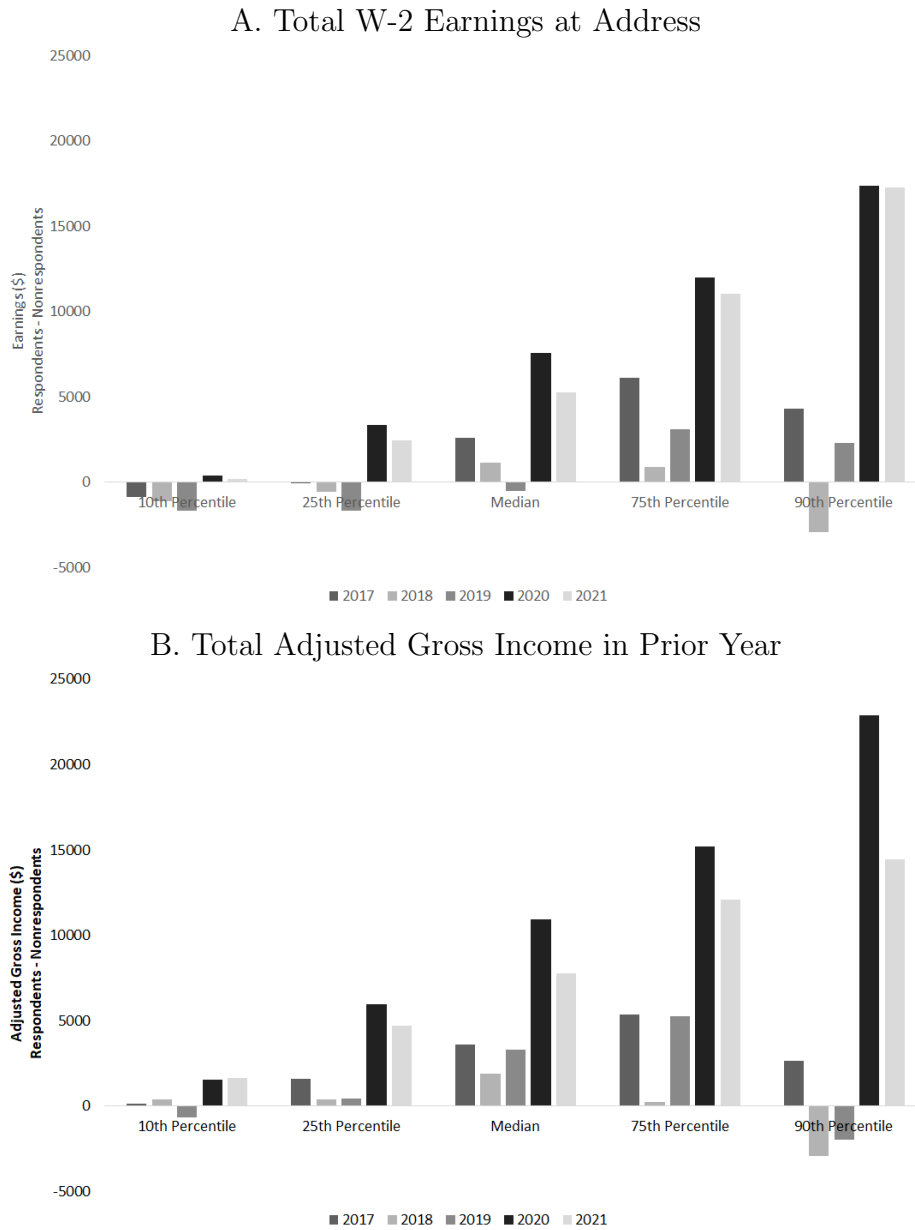 A. Total W-2 Earnings at Address
25000
20000
15000
10000
5000
0
-5000
Earnings ($)
Respondents - Nonrespondents
10th Percentile 25th Percentile Median 75th Percentile 90th Percentile
2017 2018 2019 2020 2021
B. Total Adjusted Gross Income in Prior Year
25000
20000
15000
10000
5000
0
-5000
Adjusted Gross Income ($)
Respondents - Nonrespondents
10th Percentile 25th Percentile Median 75th Percentile 90th Percentile
2017 2018 2019 2020 2021